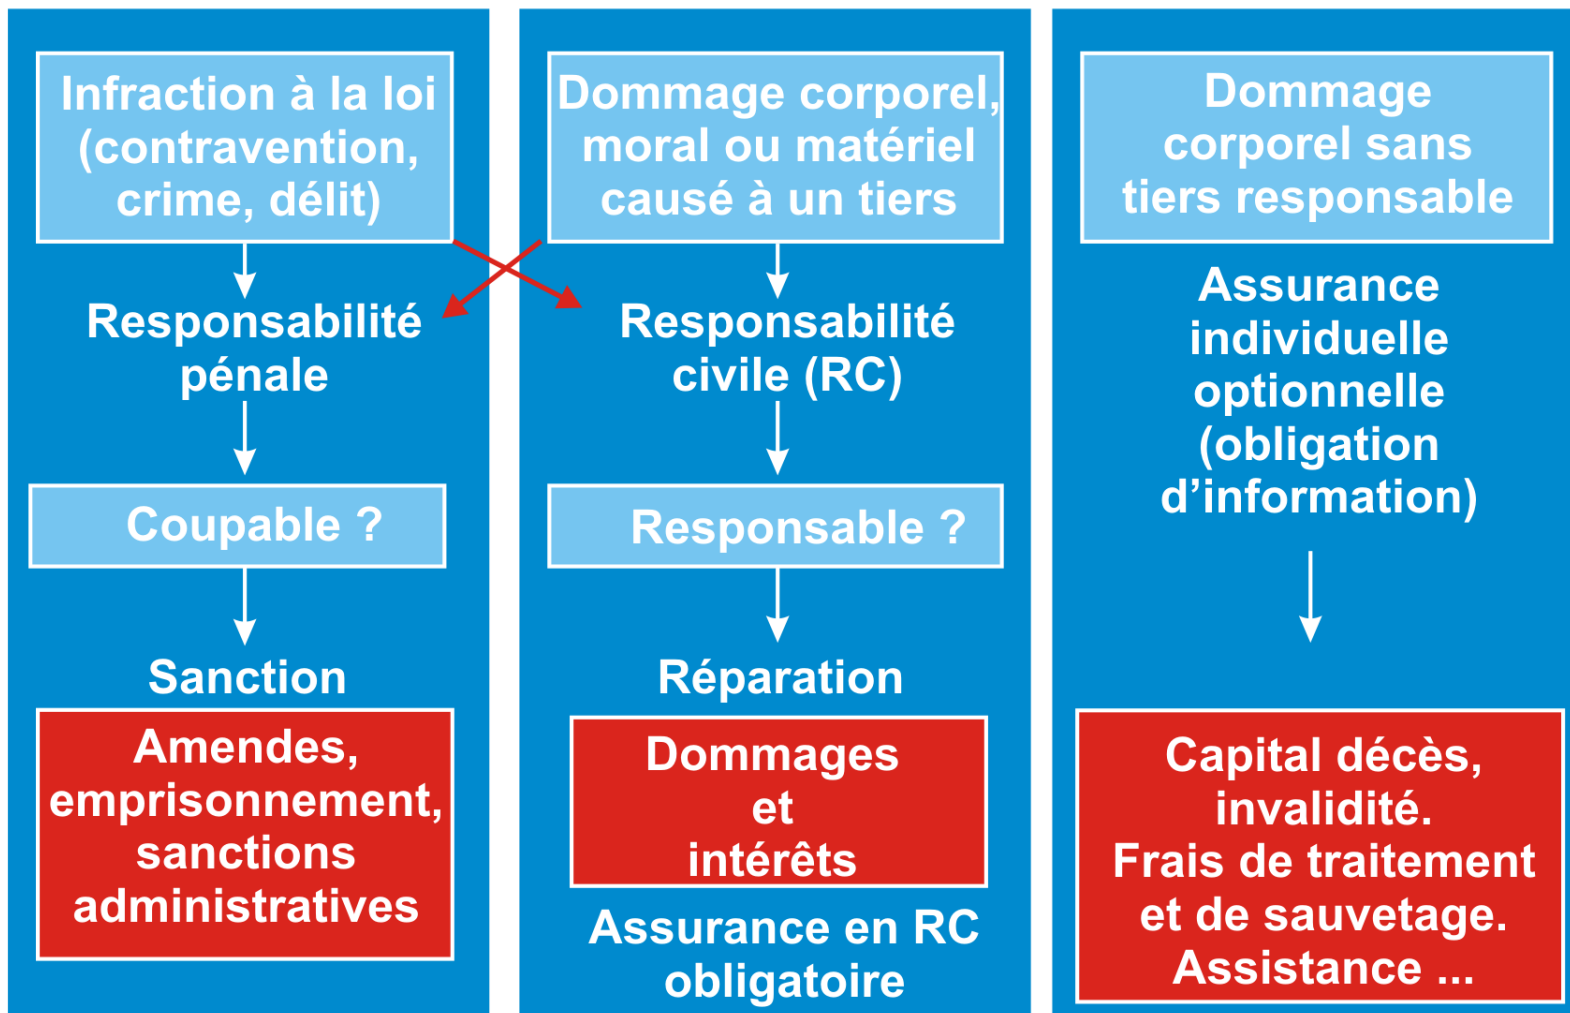 Infraction à la loi
(contravention,
crime, délit)
Responsabilité
pénale
Coupable ?
Sanction
Amendes,
emprisonnement,
sanctions
administratives
Dommage corporel,
moral ou matériel
causé à un tiers
Responsabilité
civile (RC)
Responsable ?
Réparation
Dommages
et
intérêts
Assurance en RC
obligatoire
Dommage
corporel sans
tiers responsable
Assurance
individuelle
optionnelle
(obligation
d’information)
Capital décès,
invalidité.
Frais de traitement
et de sauvetage.
Assistance ...